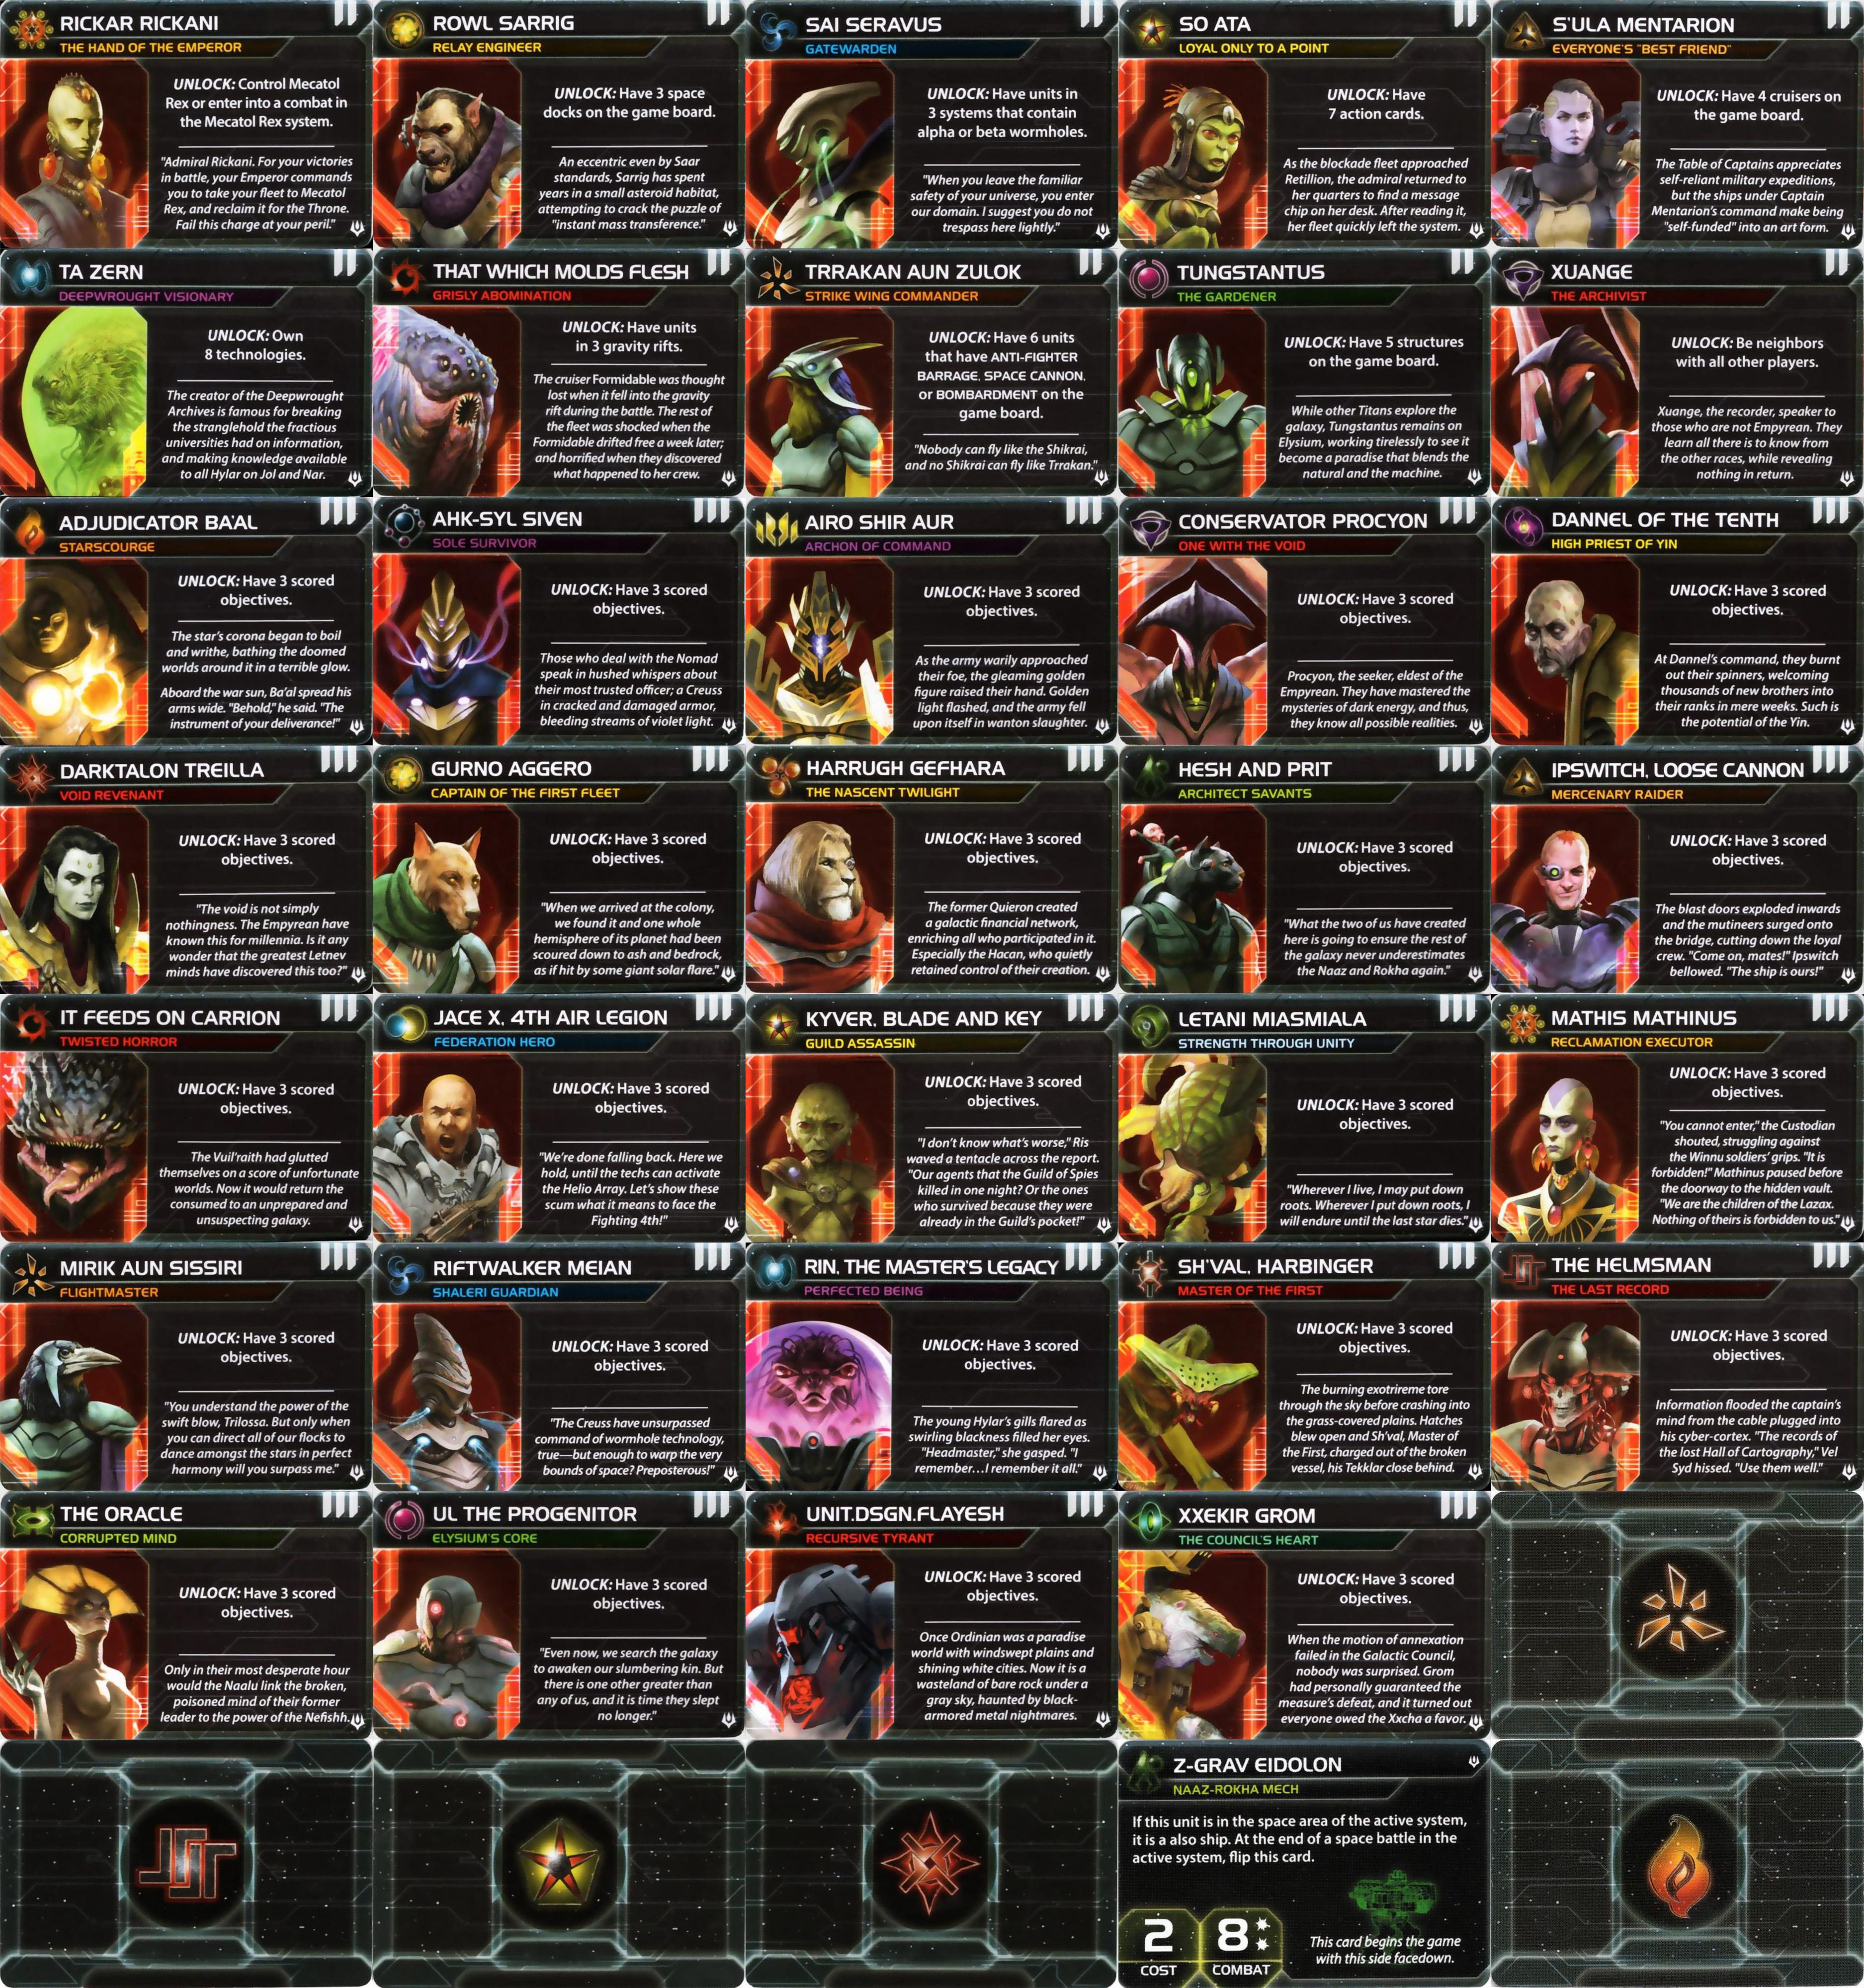 RICKAR RICKANI
THE HAND OF THE EMPEROR
UNLOCK: Control Mecatol
Rex or enter into a combat in
the Mecatol Rex system.
"Admiral Rickani. For your victories
in battle, your Emperor commands
you to take your fleet to Mecatol
Rex, and reclaim it for the Throne.
Fail this charge at your peril."
ROWL SARRIG
RELAY ENGINEER
UNLOCK: Have 3 space
docks on the game board.
An eccentric even by Saar
standards, Sarrig has spent
years in a small asteroid habitat,
attempting to crack the puzzle of
"instant mass transference."
SAI SERAVUS
GATEWARDEN
UNLOCK: Have units in
3 systems that contain
alpha or beta wormholes.
"When you leave the familiar
safety of your universe, you enter
our domain. I suggest you do not
trespass here lightly."
SO ATA
LOYAL ONLY TO A POINT
UNLOCK: Have
7 action cards.
As the blockade fleet approached
Retillion, the admiral returned to
her quarters to find a message
chip on her desk. After reading it,
her fleet quickly left the system.
S'ULA MENTARION
EVERYONE'S "BEST FRIEND"
UNLOCK: Have 4 cruisers on
the game board.
The Table of Captains appreciates
self-reliant military expeditions,
but the ships under Captain
Mentarion's command make being
"self-funded" into an art form.
TA ZERN
DEEPWROUGHT VISIONARY
UNLOCK: Own
8 technologies.
The creator of the Deepwrought
Archives is famous for breaking
the stranglehold the fractious
universities had on information,
and making knowledge available
to all Hylar on Jol and Nar.
THAT WHICH MOLDS FLESH
GRISLY ABOMINATION
UNLOCK: Have units
in 3 gravity rifts.
The cruiser Formidable was thought
lost when it fell into the gravity
rift during the battle. The rest of
the fleet was shocked when the
Formidable drifted free a week later;
and horrified when they discovered
what happened to her crew.
TRRAKAN AUN ZULOK
STRIKE WING COMMANDER
UNLOCK: Have 6 units
that have ANTI-FIGHTER
BARRAGE, SPACE CANNON,
or BOMBARDMENT on the
game board.
"Nobody can fly like the Shikrai,
and no Shikrai can fly like Trrakan."
TUNGSTANTUS
THE GARDENER
UNLOCK: Have 5 structures
on the game board.
While other Titans explore the
galaxy, Tungstantus remains on
Elysium, working tirelessly to see it
become a paradise that blends the
natural and the machine.
XUANGE
THE ARCHIVIST
UNLOCK: Be neighbors
with all other players.
Xuange, the recorder, speaker to
those who are not Empyrean. They
learn all there is to know from
the other races, while revealing
nothing in return.
ADJUDICATOR BA'AL
STARSCOURGE
UNLOCK: Have 3 scored
objectives.
The star's corona began to boil
and writhe, bathing the doomed
worlds around it in a terrible glow.
Aboard the war sun, Ba'al spread his
arms wide. "Behold," he said. "The
instrument of your deliverance!"
AHK-SYL SIVEN
SOLE SURVIVOR
UNLOCK: Have 3 scored
objectives.
Those who deal with the Nomad
speak in hushed whispers about
their most trusted officer; a Creuss
in cracked and damaged armor,
bleeding streams of violet light.
AIRO SHIR AUR
ARCHON OF COMMAND
UNLOCK: Have 3 scored
objectives.
As the army warily approached
their foe, the gleaming golden
figure raised their hand. Golden
light flashed, and the army fell
upon itself in wanton slaughter.
CONSERVATOR PROCYON
ONE WITH THE VOID
UNLOCK: Have 3 scored
objectives.
Procyon, the seeker, eldest of the
Empyrean. They have mastered the
mysteries of dark energy, and thus,
they know all possible realities.
DANNEL OF THE TENTH
HIGH PRIEST OF YIN
UNLOCK: Have 3 scored
objectives.
At Dannel's command, they burnt
out their spinners, welcoming
thousands of new brothers into
their ranks in mere weeks. Such is
the potential of the Yin.
DARKTALON TREILLA
VOID REVENANT
UNLOCK: Have 3 scored
objectives.
"The void is not simply
nothingness. The Empyrean have
known this for millennia. Is it any
wonder that the greatest Letnev
minds have discovered this too?"
GURNO AGGERO
CAPTAIN OF THE FIRST FLEET
UNLOCK: Have 3 scored
objectives.
"When we arrived at the colony,
we found it and one whole
hemisphere of its planet had been
scoured down to ash and bedrock,
as if hit by some giant solar flare."
HARRUGH GEFHARA
THE NASCENT TWILIGHT
UNLOCK: Have 3 scored
objectives.
The former Quieron created
a galactic financial network,
enriching all who participated in it.
Especially the Hacan, who quietly
retained control of their creation.
HESH AND PRIT
ARCHITECT SAVANTS
UNLOCK: Have 3 scored
objectives.
"What the two of us have created
here is going to ensure the rest of
the galaxy never underestimates
the Naaz and Rokha again."
IPSWITCH, LOOSE CANNON
MERCENARY RAIDER
UNLOCK: Have 3 scored
objectives.
The blast doors exploded inwards
and the mutineers surged onto
the bridge, cutting down the loyal
crew. "Come on, mates!" Ipswitch
bellowed. "The ship is ours!"
IT FEEDS ON CARRION
TWISTED HORROR
UNLOCK: Have 3 scored
objectives.
The Vuil'raith had glutted
themselves on a score of unfortunate
worlds. Now it would return the
consumed to an unprepared and
unsuspecting galaxy.
JACE X, 4TH AIR LEGION
FEDERATION HERO
UNLOCK: Have 3 scored
objectives.
"We're done falling back. Here we
hold, until the techs can activate
the Helio Array. Let's show these
scum what it means to face the
Fighting 4th!"
KYVER, BLADE AND KEY
GUILD ASSASSIN
UNLOCK: Have 3 scored
objectives.
"I don't know what's worse," Ris
waved a tentacle across the report.
"Our agents that the Guild of Spies
killed in one night? Or the ones
who survived because they were
already in the Guild's pocket!"
LETANI MIASMIALA
STRENGTH THROUGH UNITY
UNLOCK: Have 3 scored
objectives.
"Wherever I live, I may put down
roots. Wherever I put down roots, I
will endure until the last star dies."
MATHIS MATHINUS
RECLAMATION EXECUTOR
UNLOCK: Have 3 scored
objectives.
"You cannot enter," the Custodian
shouted, struggling against
the Winnu soldiers' grips. "It is
forbidden!" Mathinus paused before
the doorway to the hidden vault.
"We are the children of the Lazax.
Nothing of theirs is forbidden to us."
MIRIK AUN SISSIRI
FLIGHTMASTER
UNLOCK: Have 3 scored
objectives.
"You understand the power of the
swift blow, Trilossa. But only when
you can direct all of our flocks to
dance amongst the stars in perfect
harmony will you surpass me."
RIFTWALKER MEIAN
SHALERI GUARDIAN
UNLOCK: Have 3 scored
objectives.
"The Creuss have unsurpassed
command of wormhole technology,
true—but enough to warp the very
bounds of space? Preposterous!"
RIN, THE MASTER'S LEGACY
PERFECTED BEING
UNLOCK: Have 3 scored
objectives.
The young Hylar's gills flared as
swirling blackness filled her eyes.
"Headmaster," she gasped. "I
remember...I remember it all."
SH'VAL, HARBINGER
MASTER OF THE FIRST
UNLOCK: Have 3 scored
objectives.
The burning exotrireme tore
through the sky before crashing into
the grass-covered plains. Hatches
blew open and Sh'val, Master of
the First, charged out of the broken
vessel, his Tekklar close behind.
THE HELMSMAN
THE LAST RECORD
UNLOCK: Have 3 scored
objectives.
Information flooded the captain's
mind from the cable plugged into
his cyber-cortex. "The records of
the lost Hall of Cartography," Vel
Syd hissed. "Use them well."
THE ORACLE
CORRUPTED MIND
UNLOCK: Have 3 scored
objectives.
Only in their most desperate hour
would the Naalu link the broken,
poisoned mind of their former
leader to the power of the Nefishh.
UL THE PROGENITOR
ELYSIUM'S CORE
UNLOCK: Have 3 scored
objectives.
"Even now, we search the galaxy
to awaken our slumbering kin. But
there is one other greater than
any of us, and it is time they slept
no longer."
UNIT.DSGN.FLAYESH
RECURSIVE TYRANT
UNLOCK: Have 3 scored
objectives.
Once Ordinian was a paradise
world with windswept plains and
shining white cities. Now it is a
wasteland of bare rock under a
gray sky, haunted by black-
armored metal nightmares.
XXEKIR GROM
THE COUNCIL'S HEART
UNLOCK: Have 3 scored
objectives.
When the motion of annexation
failed in the Galactic Council,
nobody was surprised. Grom
had personally guaranteed the
measure's defeat, and it turned out
everyone owed the Xxcha a favor.
Z-GRAV EIDOLON
NAAZ-ROKHA MECH
If this unit is in the space area of the active system,
it is a also ship. At the end of a space battle in the
active system, flip this card.
2
COST
8
COMBAT
This card begins the game
with this side facedown.